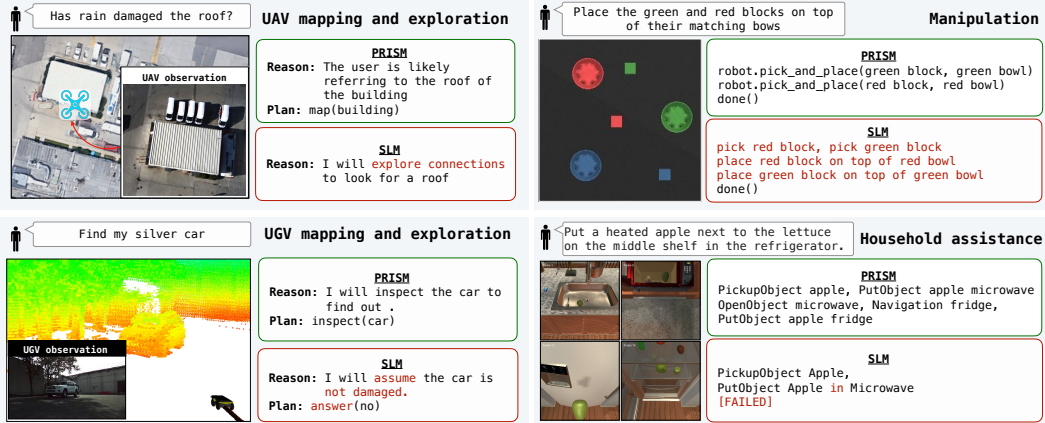 Has rain damaged the roof?
UAV mapping and exploration
UAV observation
PRISM
Reason: The user is likely
referring to the roof of
the building
Plan: map(building)
SLM
Reason: I will explore connections
to look for a roof
Place the green and red blocks on top
of their matching bows
Manipulation
PRISM
robot.pick_and_place(green block, green bowl)
robot.pick_and_place(red block, red bowl)
done()
SLM
pick red block, pick green block
place red block on top of red bowl
place green block on top of green bowl
done()
Find my silver car
UGV mapping and exploration
UGV observation
PRISM
Reason: I will inspect the car to
find out .
Plan: inspect(car)
SLM
Reason: I will assume the car is
not damaged.
Plan: answer(no)
Put a heated apple next to the lettuce
on the middle shelf in the refrigerator.
Household assistance
PRISM
PickupObject apple, PutObject apple microwave
OpenObject microwave, Navigation fridge,
PutObject apple fridge
SLM
PickupObject Apple,
PutObject Apple in Microwave
[FAILED]